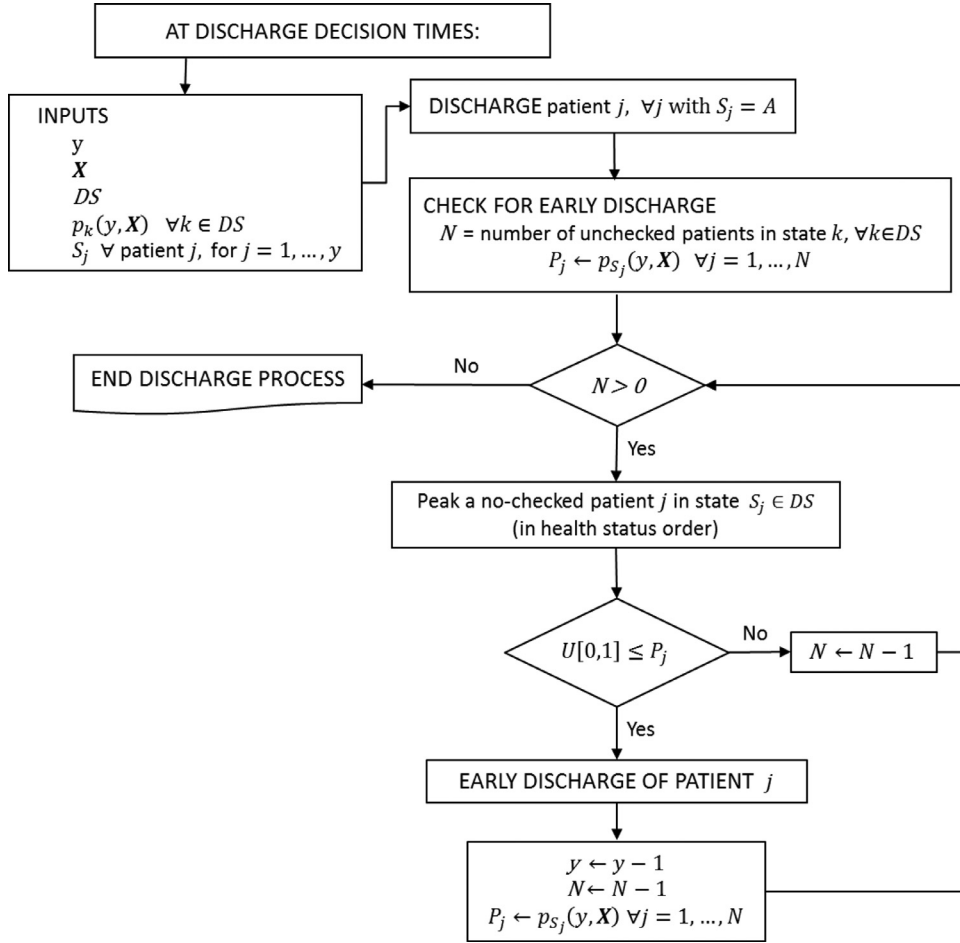 AT DISCHARGE DECISION TIMES:
INPUTS
y
X
DS
p_k(y, X) ∀k ∈ DS
S_j ∀ patient j, for j = 1, …, y
DISCHARGE patient j, ∀j with S_j = A
CHECK FOR EARLY DISCHARGE
N = number of unchecked patients in state k, ∀k∈DS
P_j ← p_{S_j}(y, X) ∀j = 1, …, N
N > 0
No
END DISCHARGE PROCESS
Yes
Peak a no-checked patient j in state S_j ∈ DS
(in health status order)
U[0,1] ≤ P_j
No
N ← N − 1
Yes
EARLY DISCHARGE OF PATIENT j
y ← y − 1
N ← N − 1
P_j ← p_{S_j}(y, X) ∀j = 1, …, N